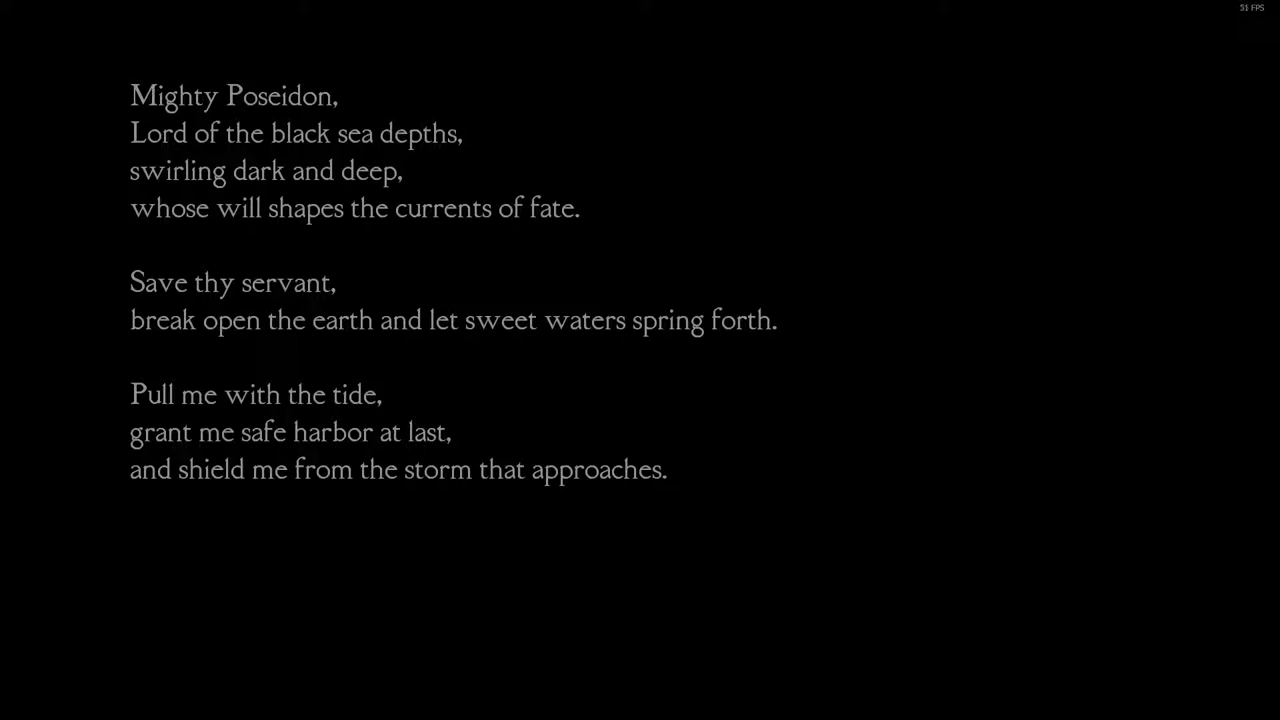 51 FPS
Mighty Poseidon,
Lord of the black sea depths,
swirling dark and deep,
whose will shapes the currents of fate.
Save thy servant,
break open the earth and let sweet waters spring forth.
Pull me with the tide,
grant me safe harbor at last,
and shield me from the storm that approaches.